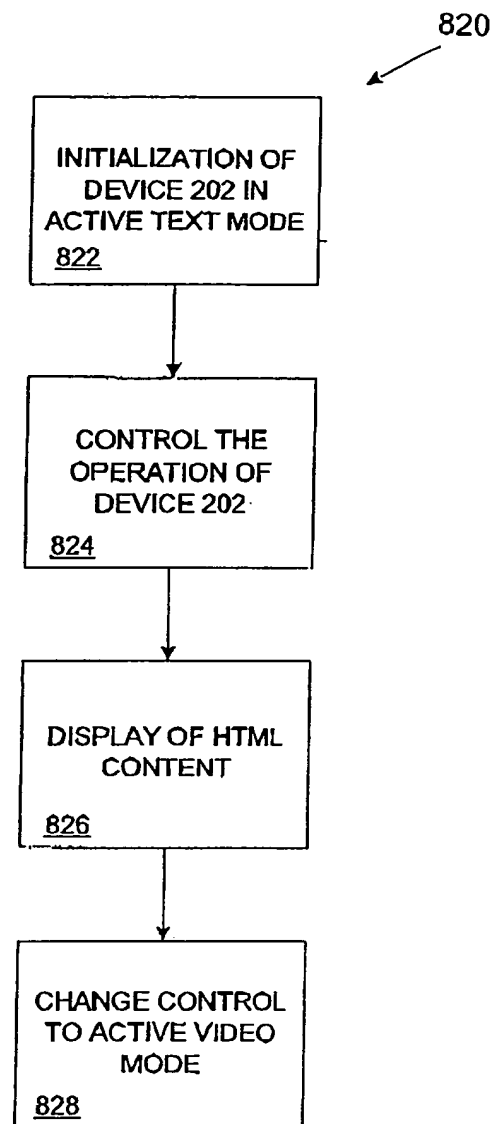 820
INITIALIZATION OF
DEVICE 202 IN
ACTIVE TEXT MODE
822
CONTROL THE
OPERATION OF
DEVICE 202
824
DISPLAY OF HTML
CONTENT
826
CHANGE CONTROL
TO ACTIVE VIDEO
MODE
828